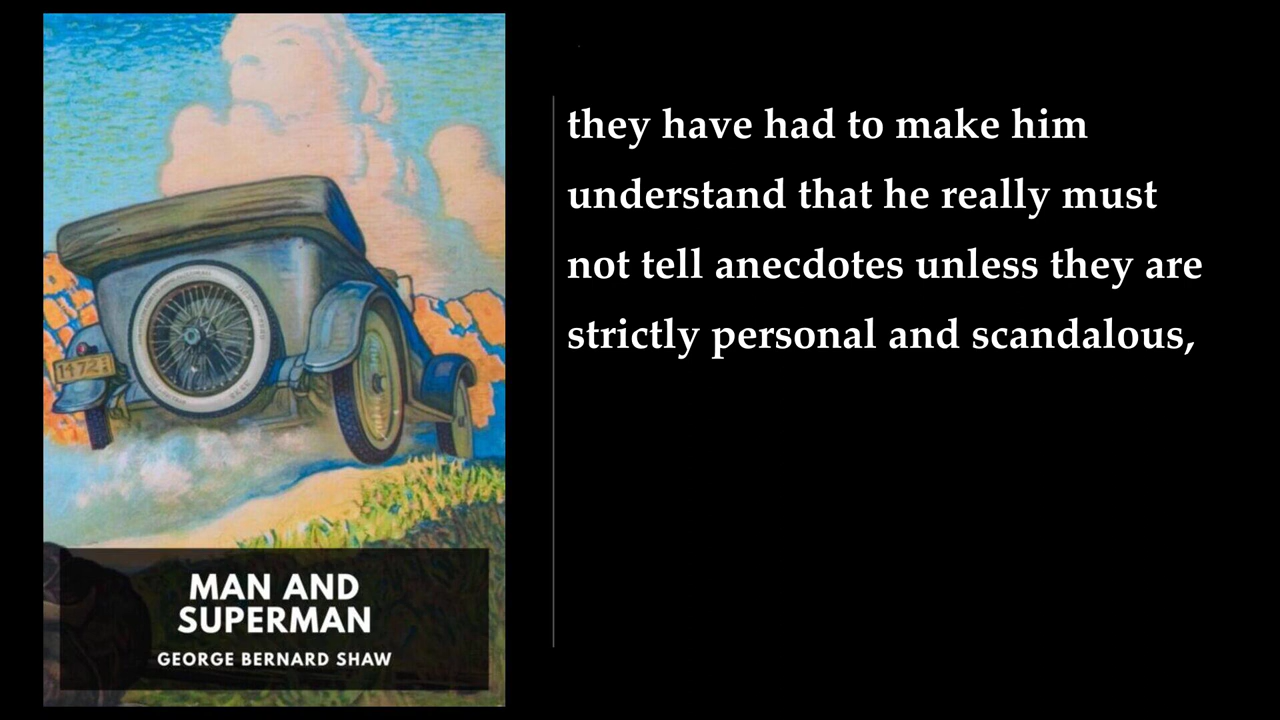 they have had to make him
understand that he really must
not tell anecdotes unless they are
strictly personal and scandalous,
1472
MAN AND
SUPERMAN
GEORGE BERNARD SHAW